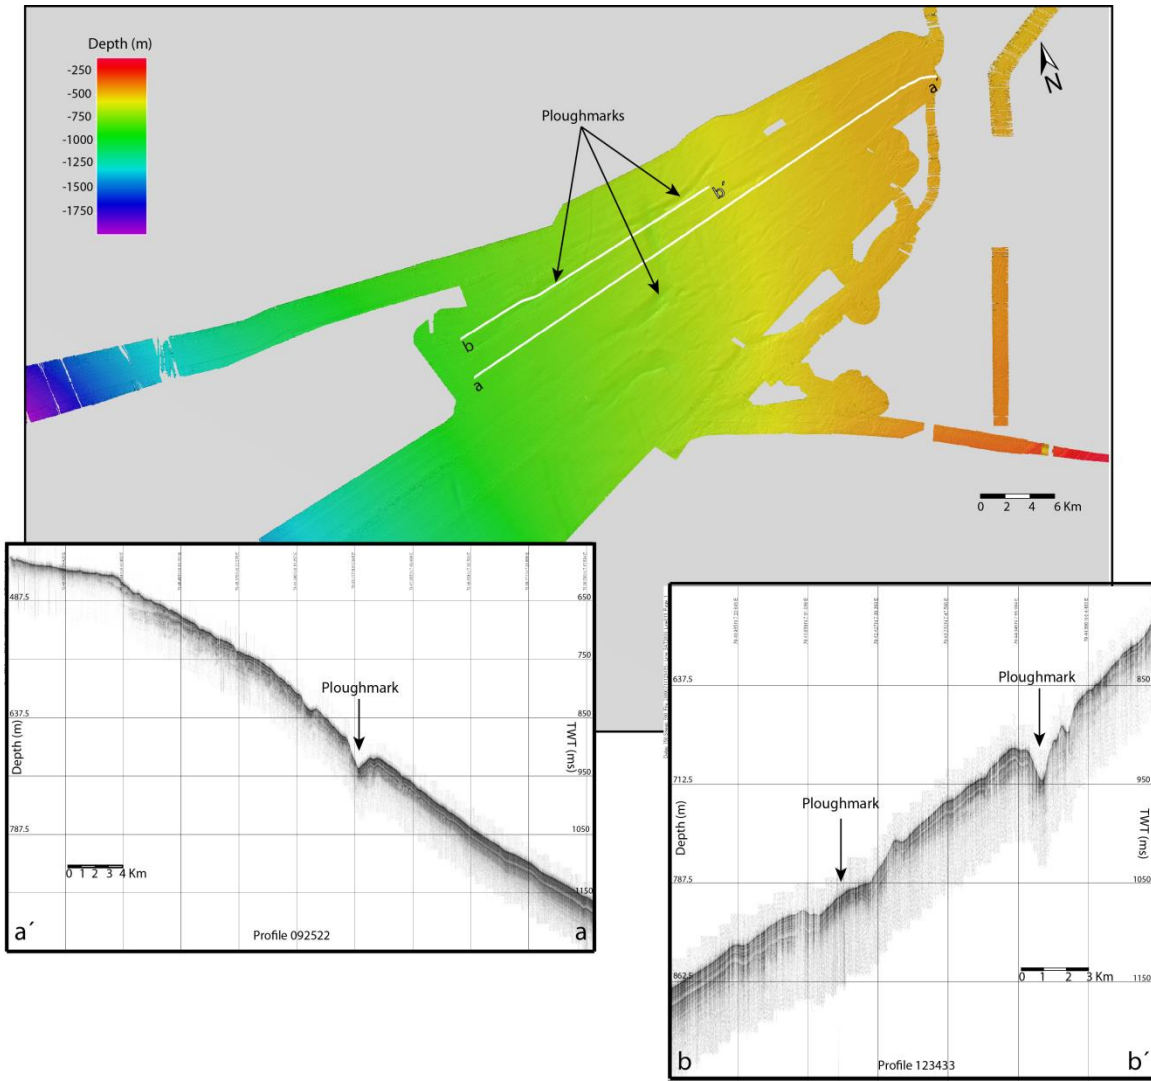 Depth (m)
-250
-500
-750
-1000
-1250
-1500
-1750
Ploughmarks
N
a´
b´
b
a
0 2 4 6 Km
487.5
637.5
787.5
Depth (m)
650
750
850
950
1050
1150
TWT (ms)
Ploughmark
0 1 2 3 4 Km
a´
Profile 092522
a
637.5
712.5
787.5
862.5
Depth (m)
850
950
1050
1150
TWT (ms)
Ploughmark
Ploughmark
0 1 2 3 Km
b
Profile 123433
b´